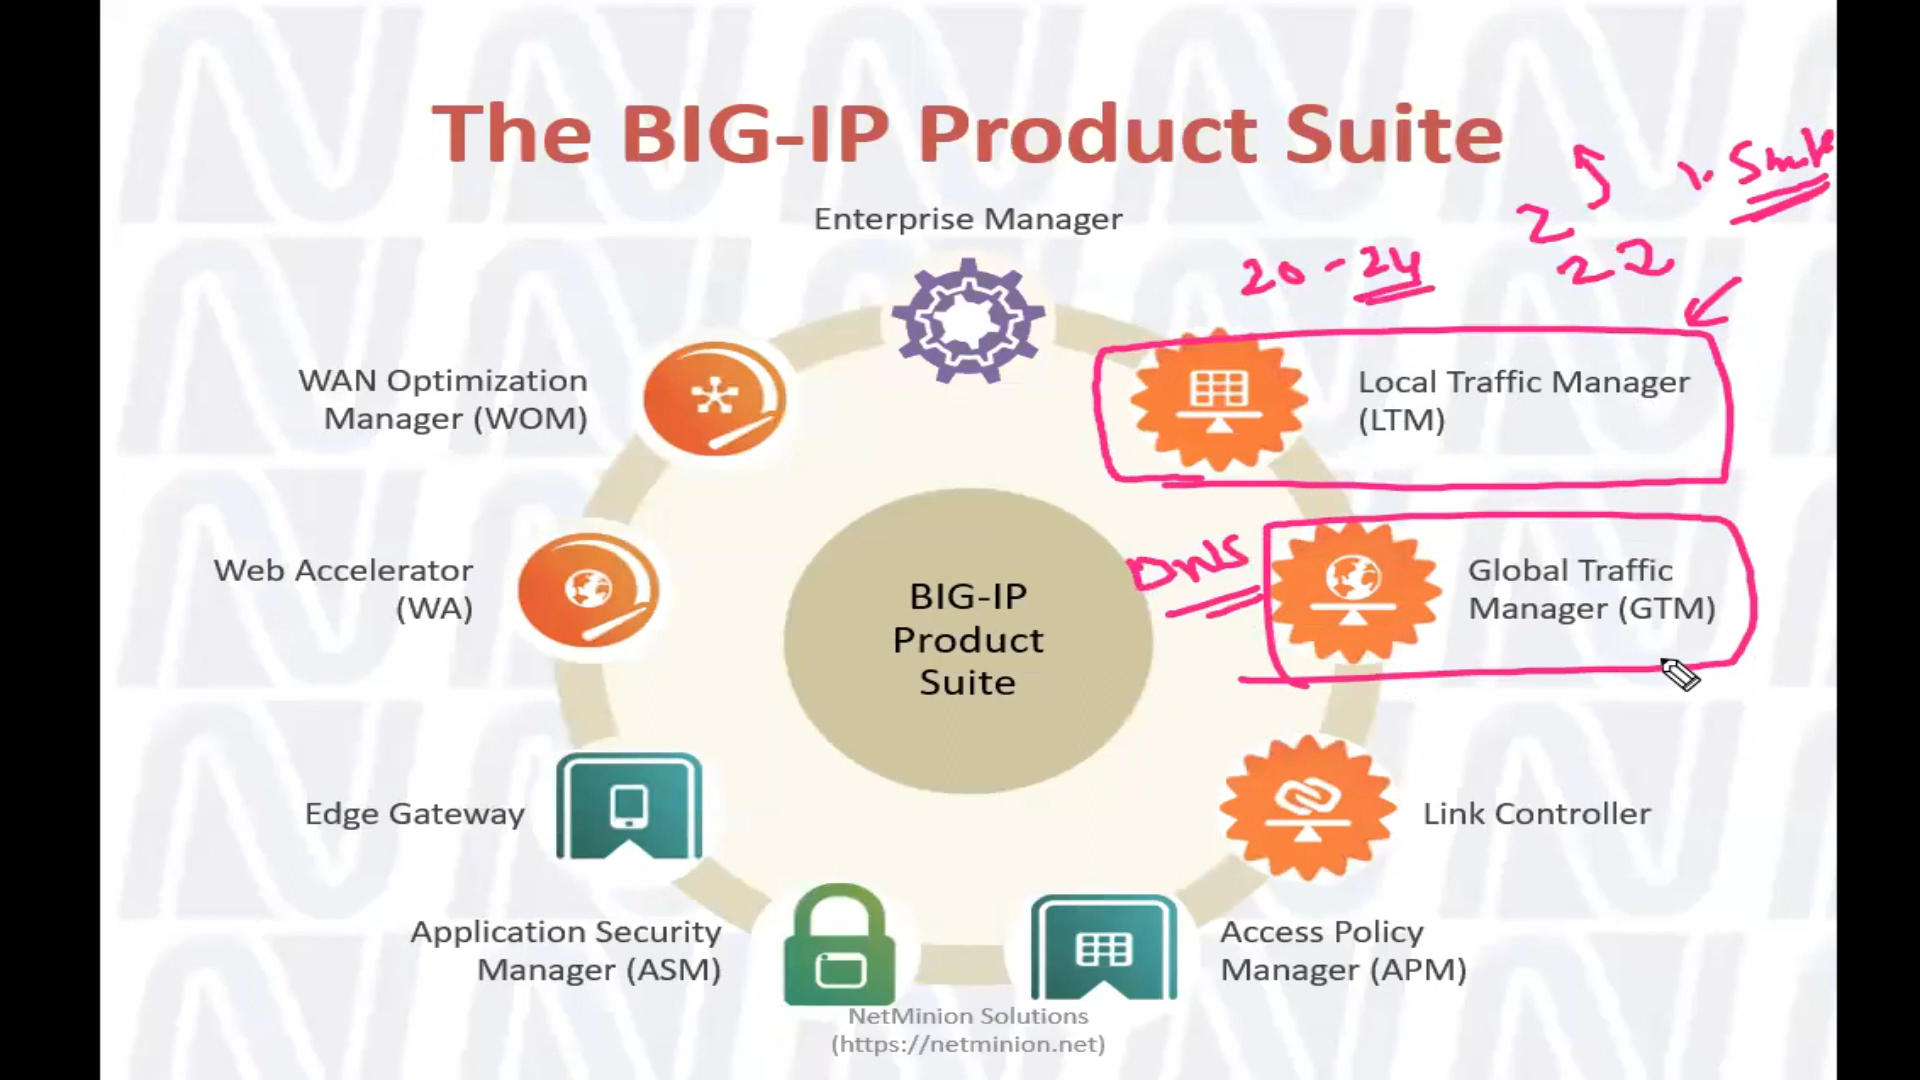 The BIG-IP Product Suite
Enterprise Manager
20 - 24
2
22
WAN Optimization
Manager (WOM)
Local Traffic Manager
(LTM)
Web Accelerator
(WA)
DNS
Global Traffic
Manager (GTM)
BIG-IP
Product
Suite
Edge Gateway
Link Controller
Application Security
Manager (ASM)
Access Policy
Manager (APM)
NetMinion Solutions
(https://netminion.net)